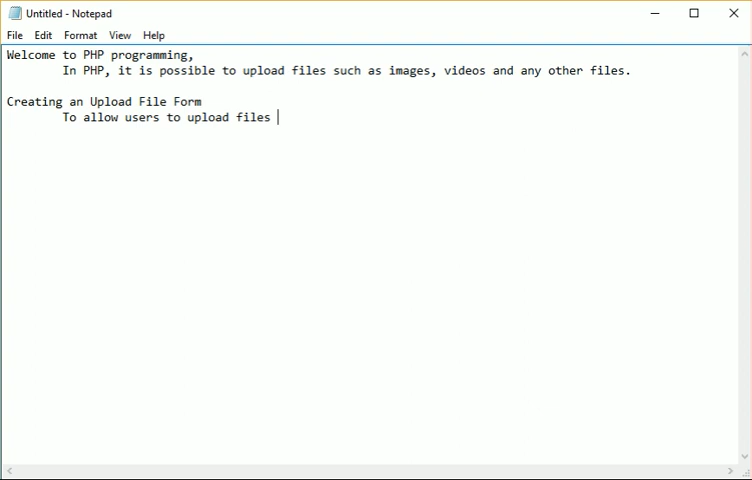 Untitled - Notepad
File Edit Format View Help
Welcome to PHP programming,
In PHP, it is possible to upload files such as images, videos and any other files.
Creating an Upload File Form
To allow users to upload files